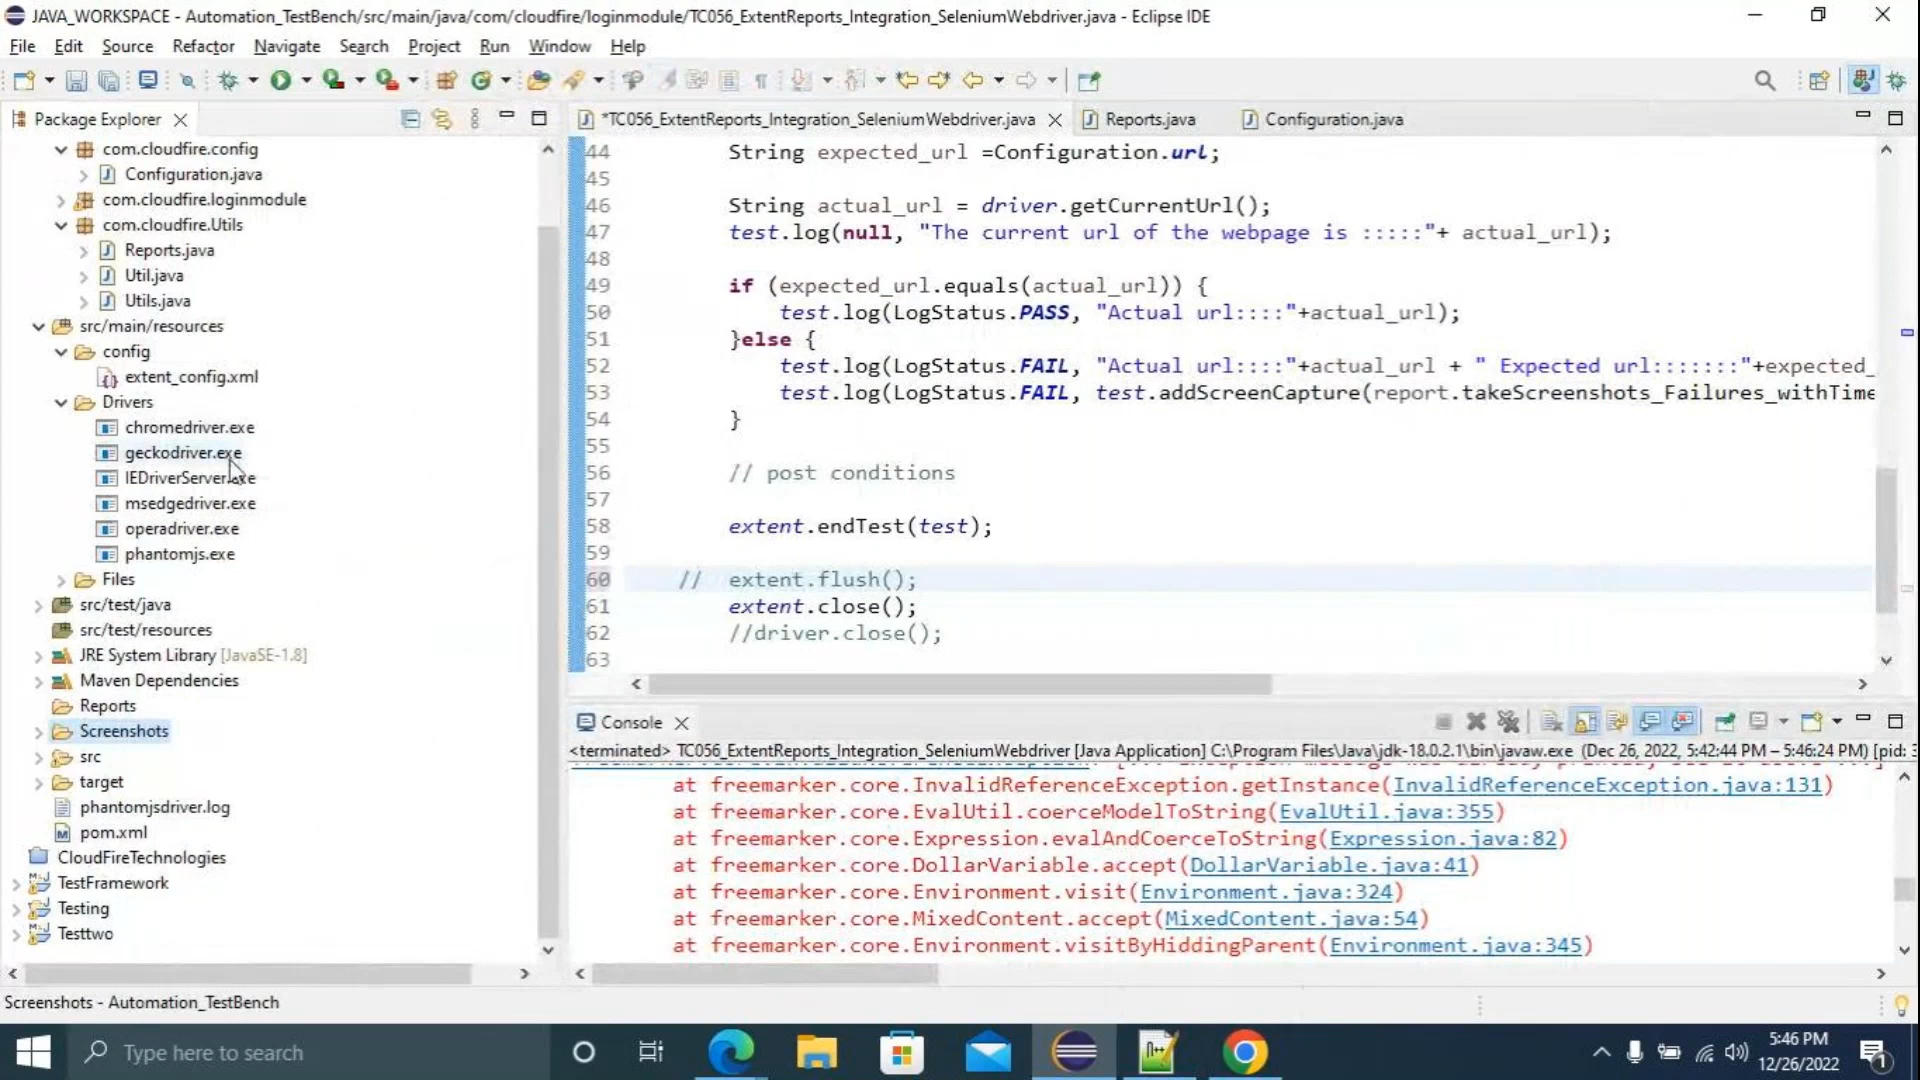 JAVA_WORKSPACE - Automation_TestBench/src/main/java/com/cloudfire/loginmodule/TC056_ExtentReports_Integration_SeleniumWebdriver.java - Eclipse IDE
File Edit Source Refactor Navigate Search Project Run Window Help
Package Explorer
com.cloudfire.config
Configuration.java
com.cloudfire.loginmodule
com.cloudfire.Utils
Reports.java
Util.java
Utils.java
src/main/resources
config
extent_config.xml
Drivers
chromedriver.exe
geckodriver.exe
IEDriverServer.exe
msedgedriver.exe
operadriver.exe
phantomjs.exe
Files
src/test/java
src/test/resources
JRE System Library [JavaSE-1.8]
Maven Dependencies
Reports
Screenshots
src
target
phantomjsdriver.log
pom.xml
CloudFireTechnologies
TestFramework
Testing
Testtwo
*TC056_ExtentReports_Integration_SeleniumWebdriver.java Reports.java Configuration.java
44 String expected_url =Configuration.url;
45
46 String actual_url = driver.getCurrentUrl();
47 test.log(null, "The current url of the webpage is :::::"+ actual_url);
48
49 if (expected_url.equals(actual_url)) {
50 test.log(LogStatus.PASS, "Actual url::::"+actual_url);
51 }else {
52 test.log(LogStatus.FAIL, "Actual url::::"+actual_url + " Expected url:::::::"+expected_
53 test.log(LogStatus.FAIL, test.addScreenCapture(report.takeScreenshots_Failures_withTime
54 }
55
56 // post conditions
57
58 extent.endTest(test);
59
60 // extent.flush();
61 extent.close();
62 //driver.close();
63
Console
<terminated> TC056_ExtentReports_Integration_SeleniumWebdriver [Java Application] C:\Program Files\Java\jdk-18.0.2.1\bin\javaw.exe (Dec 26, 2022, 5:42:44 PM – 5:46:24 PM) [pid:
at freemarker.core.InvalidReferenceException.getInstance(InvalidReferenceException.java:131)
at freemarker.core.EvalUtil.coerceModelToString(EvalUtil.java:355)
at freemarker.core.Expression.evalAndCoerceToString(Expression.java:82)
at freemarker.core.DollarVariable.accept(DollarVariable.java:41)
at freemarker.core.Environment.visit(Environment.java:324)
at freemarker.core.MixedContent.accept(MixedContent.java:54)
at freemarker.core.Environment.visitByHiddingParent(Environment.java:345)
Screenshots - Automation_TestBench
Type here to search
5:46 PM
12/26/2022
1